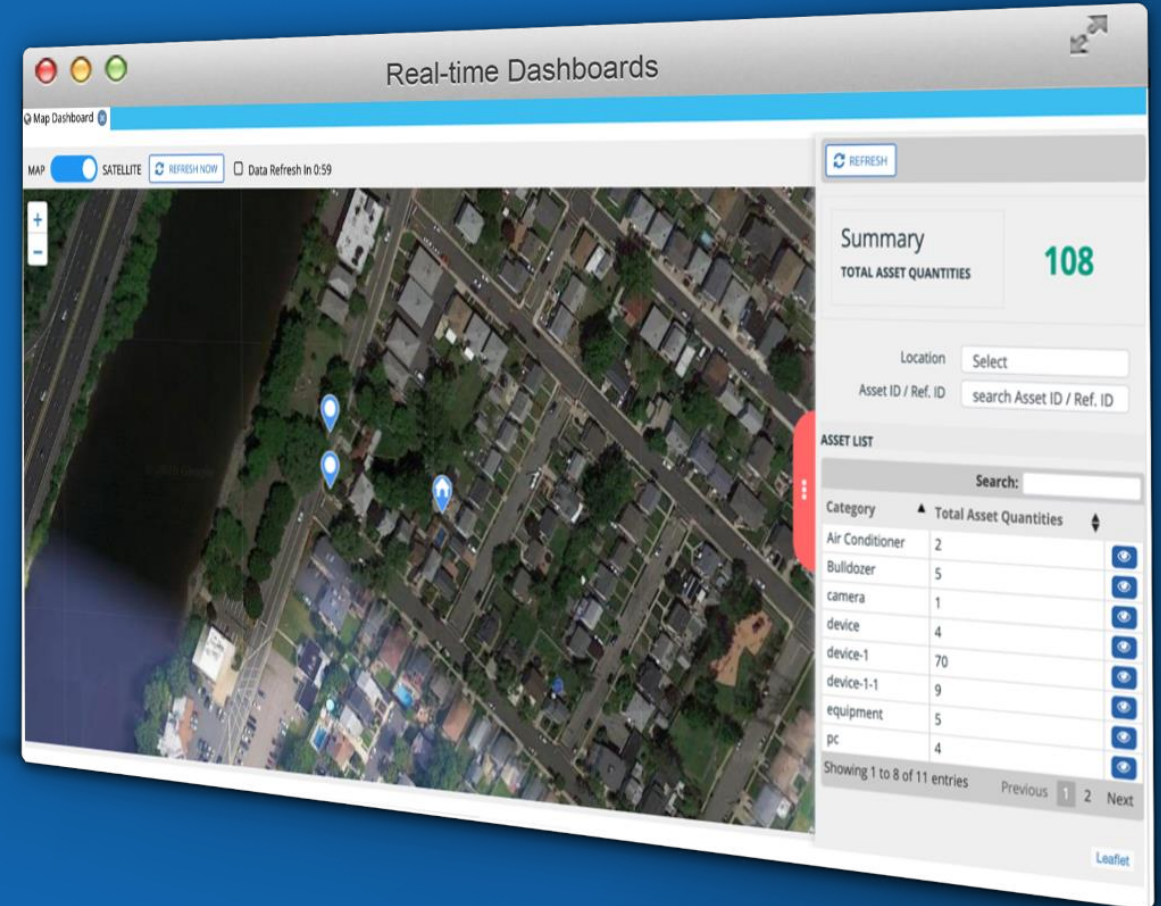 Real-time Dashboards
Map Dashboard
MAP SATELLITE REFRESH NOW Data Refresh In 0:59
+
−
REFRESH
Summary
TOTAL ASSET QUANTITIES
108
Location Select
Asset ID / Ref. ID search Asset ID / Ref. ID
ASSET LIST
Search:
Category Total Asset Quantities
Air Conditioner 2
Bulldozer 5
camera 1
device 4
device-1 70
device-1-1 9
equipment 5
pc 4
Showing 1 to 8 of 11 entries Previous 1 2 Next
Leaflet